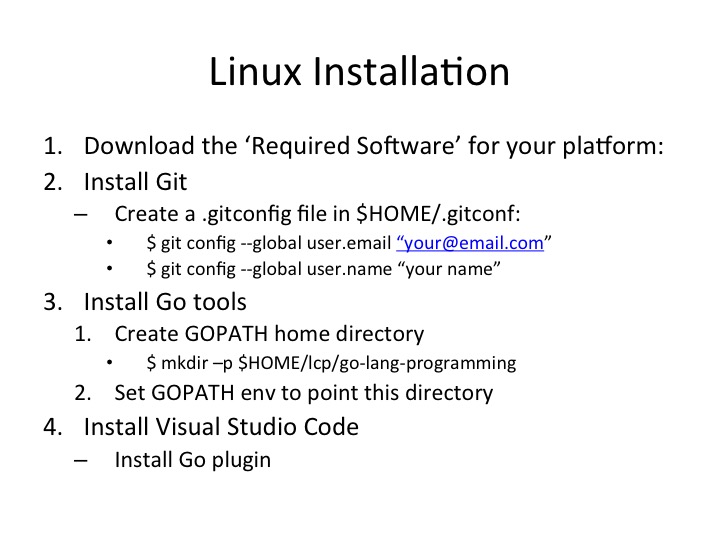 Linux Installation
1. Download the ‘Required Software’ for your platform:
2. Install Git
– Create a .gitconfig file in $HOME/.gitconf:
• $ git config --global user.email “your@email.com”
• $ git config --global user.name “your name”
3. Install Go tools
1. Create GOPATH home directory
• $ mkdir –p $HOME/lcp/go-lang-programming
2. Set GOPATH env to point this directory
4. Install Visual Studio Code
– Install Go plugin